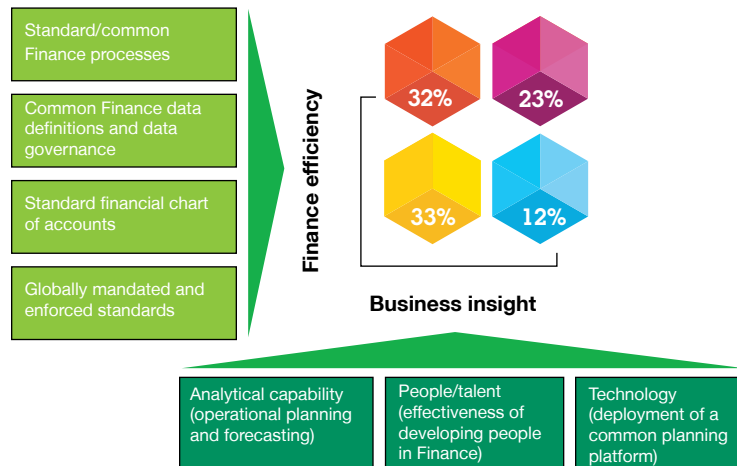 Standard/common
Finance processes
Common Finance data
definitions and data
governance
Standard financial chart
of accounts
Globally mandated and
enforced standards
Finance efficiency
32%
23%
33%
12%
Business insight
Analytical capability
(operational planning
and forecasting)
People/talent
(effectiveness of
developing people
in Finance)
Technology
(deployment of a
common planning
platform)